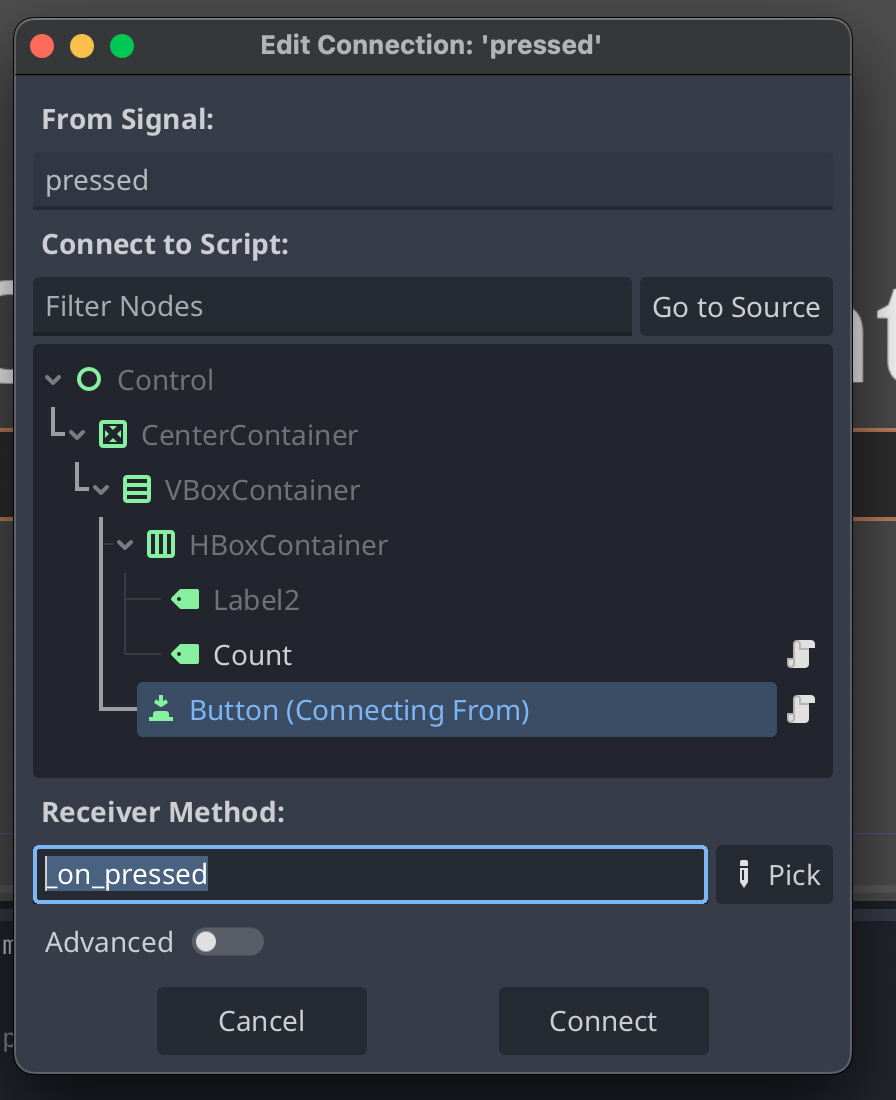 Edit Connection: 'pressed'
From Signal:
pressed
Connect to Script:
Filter Nodes
Go to Source
Control
CenterContainer
VBoxContainer
HBoxContainer
Label2
Count
Button (Connecting From)
Receiver Method:
_on_pressed
Pick
Advanced
Cancel
Connect